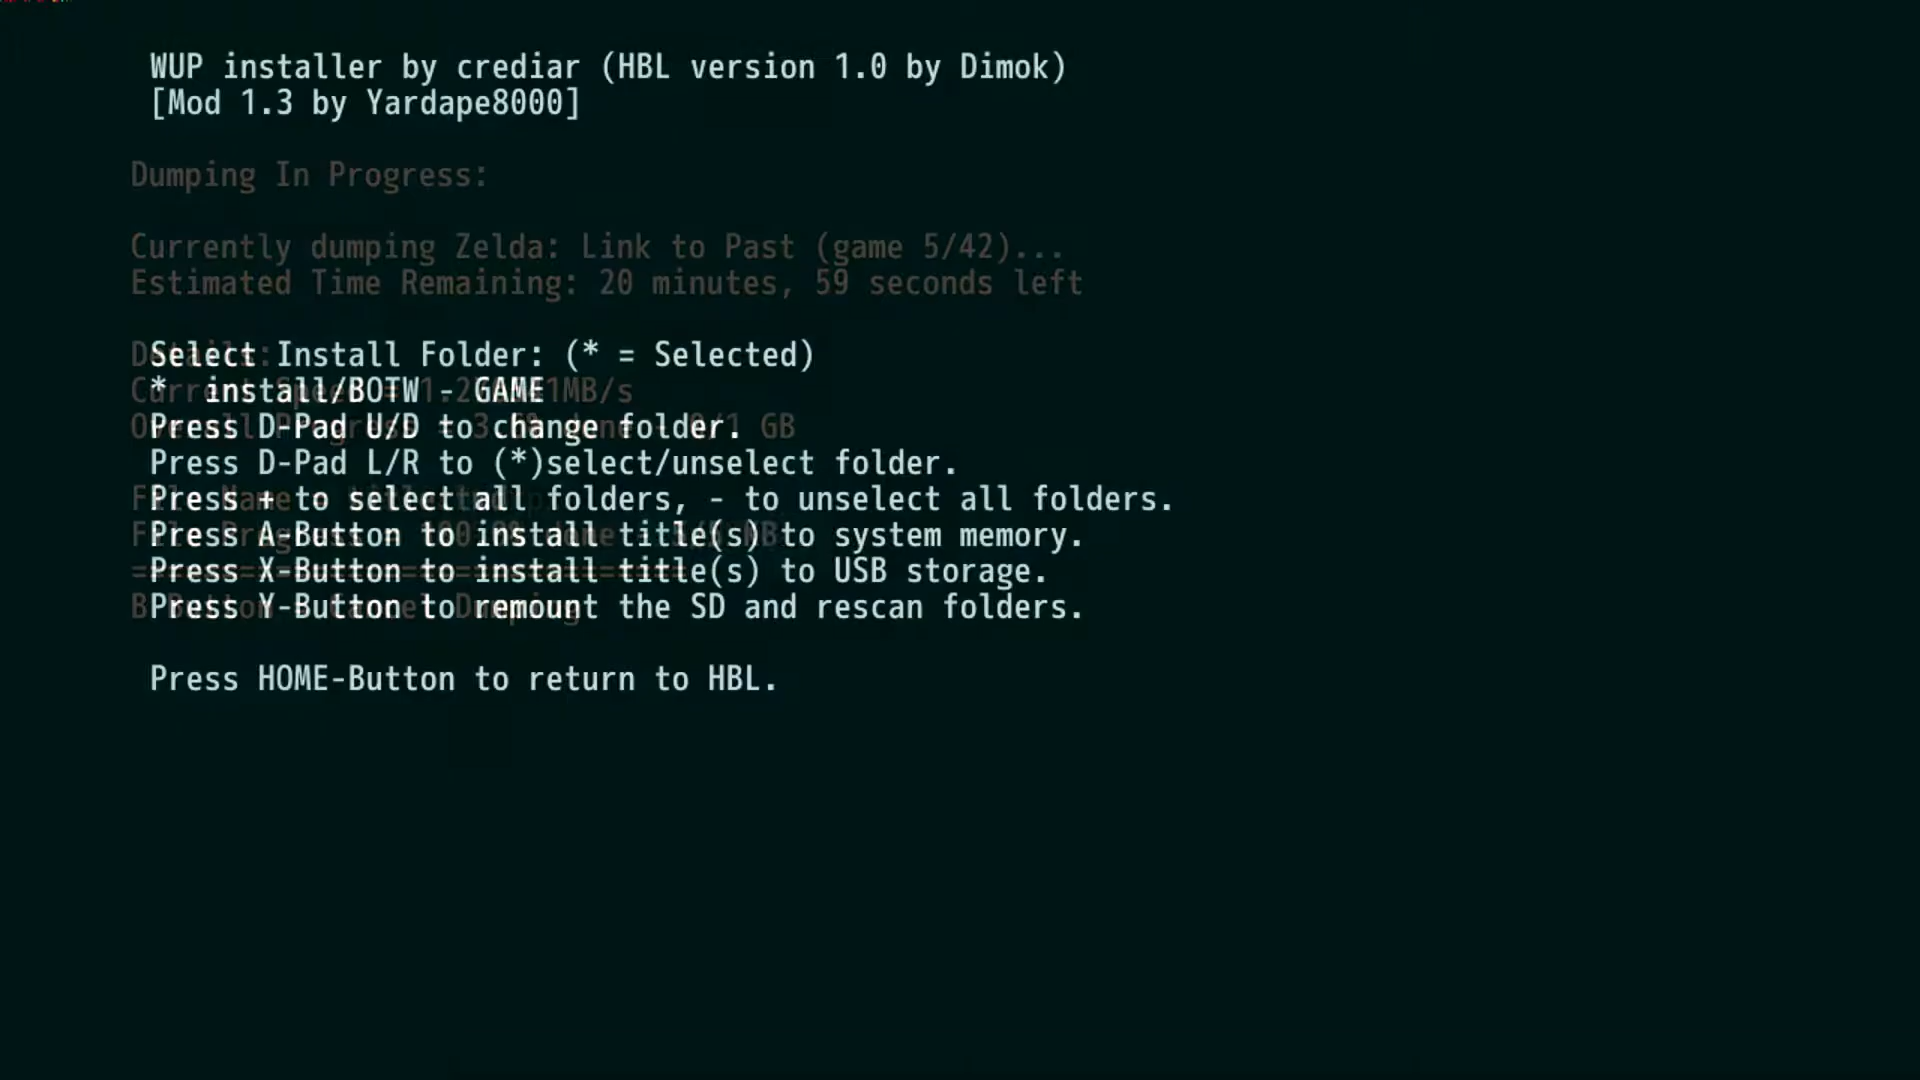 WUP installer by crediar (HBL version 1.0 by Dimok)
[Mod 1.3 by Yardape8000]
Dumping In Progress:
Currently dumping Zelda: Link to Past (game 5/42)...
Estimated Time Remaining: 20 minutes, 59 seconds left
Select Install Folder: (* = Selected)
* install/BOTW - GAME
Press D-Pad U/D to change folder.
Press D-Pad L/R to (*)select/unselect folder.
Press + to select all folders, - to unselect all folders.
Press A-Button to install title(s) to system memory.
Press X-Button to install title(s) to USB storage.
Press Y-Button to remount the SD and rescan folders.
Press HOME-Button to return to HBL.